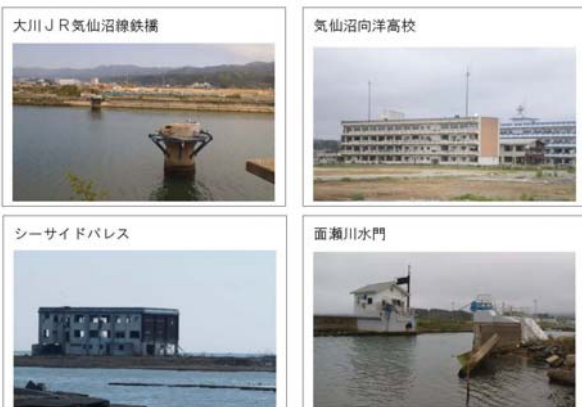 大川ＪＲ気仙沼線鉄橋
気仙沼向洋高校
シーサイドパレス
面瀬川水門